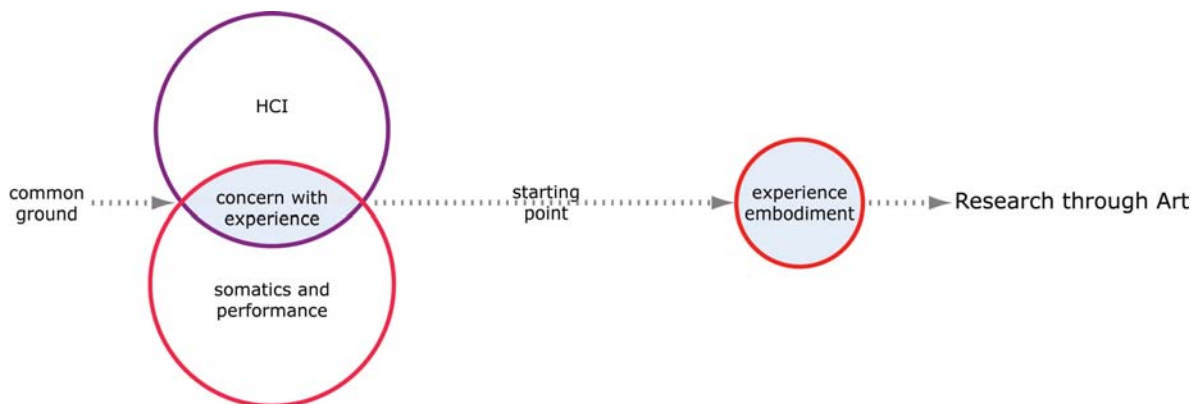 HCI
common
ground
concern with
experience
starting
point
experience
embodiment
Research through Art
somatics and
performance